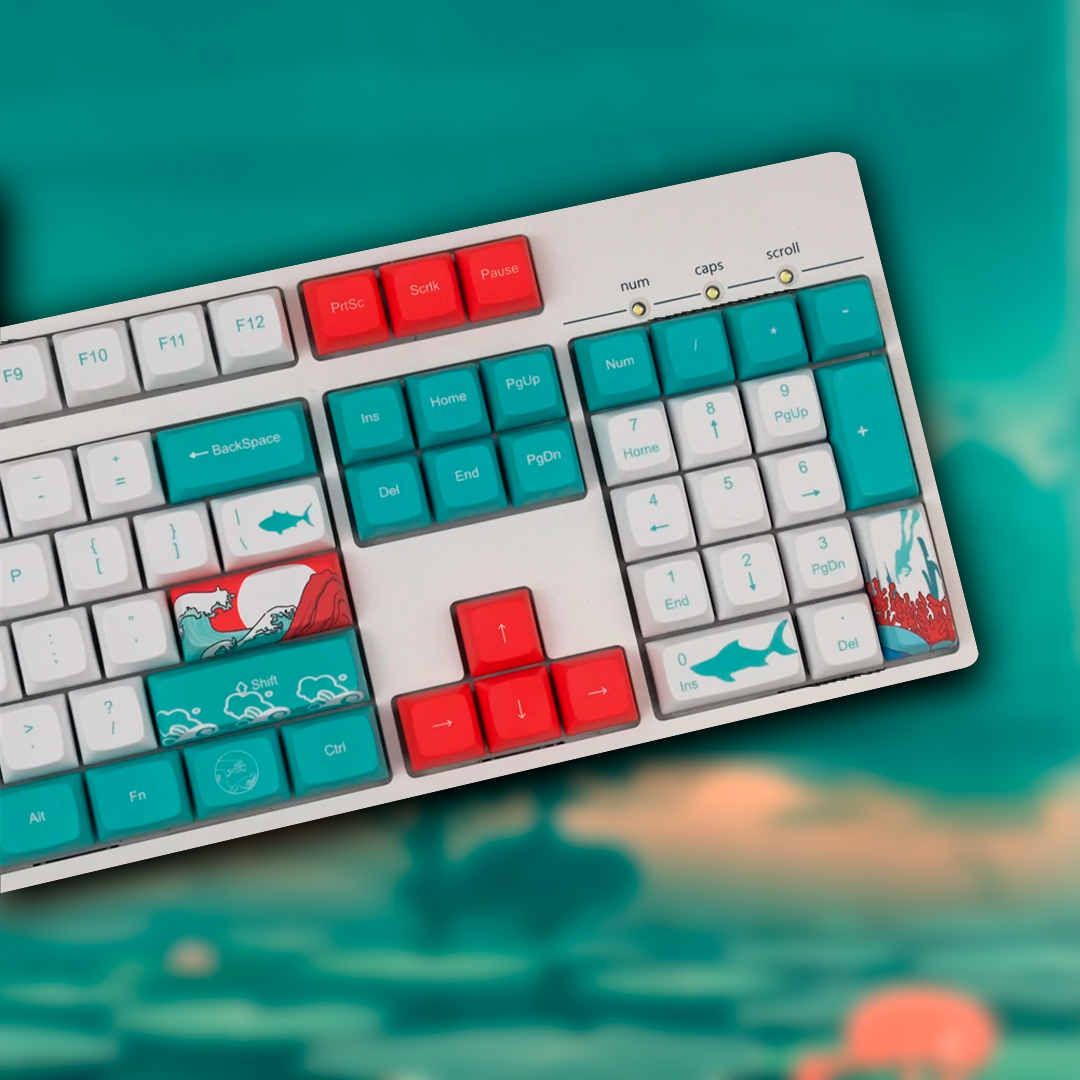 num caps scroll
PrtSc Scrlk Pause
F9 F10 F11 F12
Num / * -
Ins Home PgUp
7 8 9
Home ↑ PgUp
+
← BackSpace
_ +
- =
Del End PgDn
4 5 6
← →
P { } |
[ ] \
1 2 3
End ↓ PgDn
: "
; ,
↑
0 .
Ins Del
⇧ Shift
> ?
. /
→ ↓ →
Alt Fn Ctrl